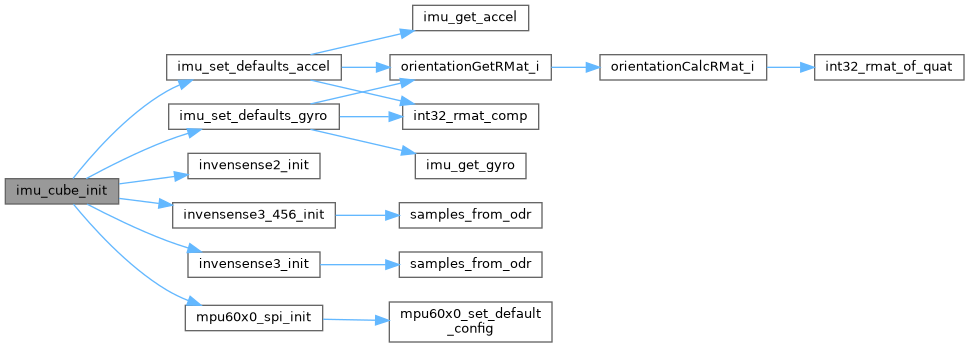 imu_get_accel
imu_set_defaults_accel
orientationGetRMat_i
orientationCalcRMat_i
int32_rmat_of_quat
imu_set_defaults_gyro
int32_rmat_comp
invensense2_init
imu_get_gyro
imu_cube_init
invensense3_456_init
samples_from_odr
invensense3_init
samples_from_odr
mpu60x0_spi_init
mpu60x0_set_default
_config